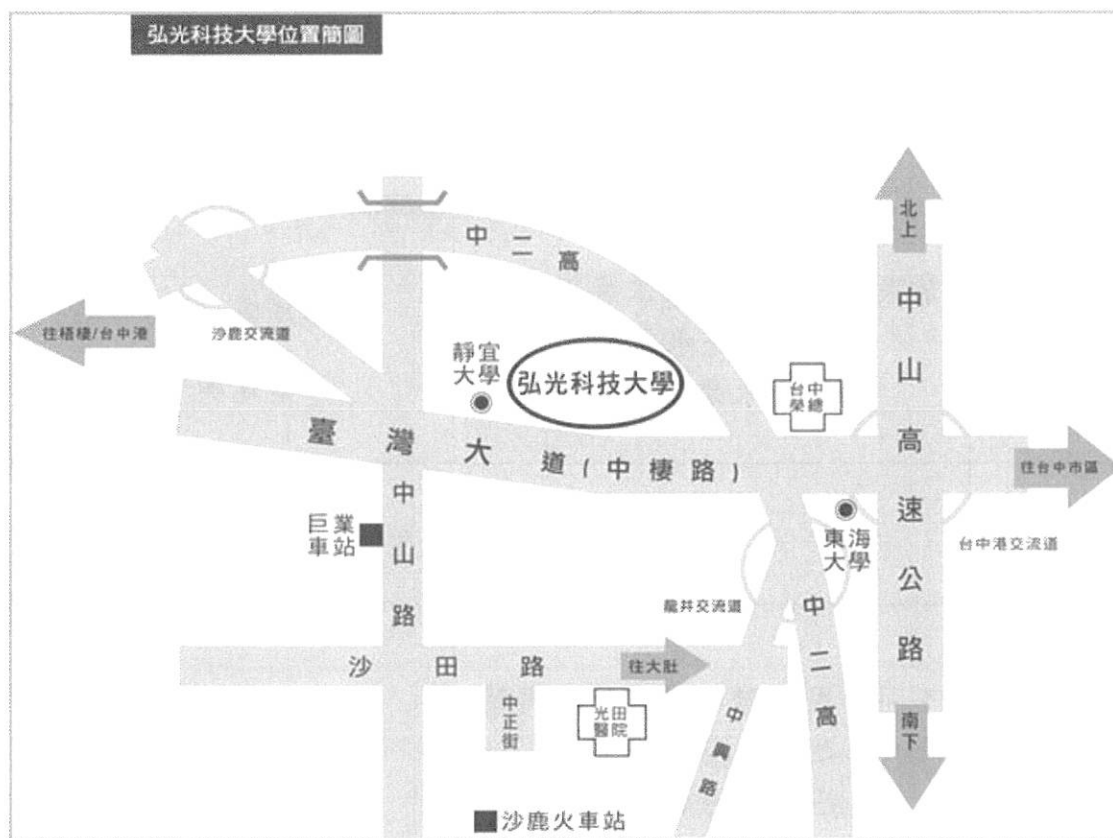 弘光科技大學位置簡圖
北上
中山高速公路
南下
中二高
往梧棲/台中港
沙鹿交流道
靜宜
大學
弘光科技大學
台中
榮總
臺灣大道(中棲路)
往台中市區
中山路
巨業
車站
東海
大學
台中港交流道
龍井交流道
中二高
沙田路
往大肚
中正街
光田
醫院
中興路
沙鹿火車站